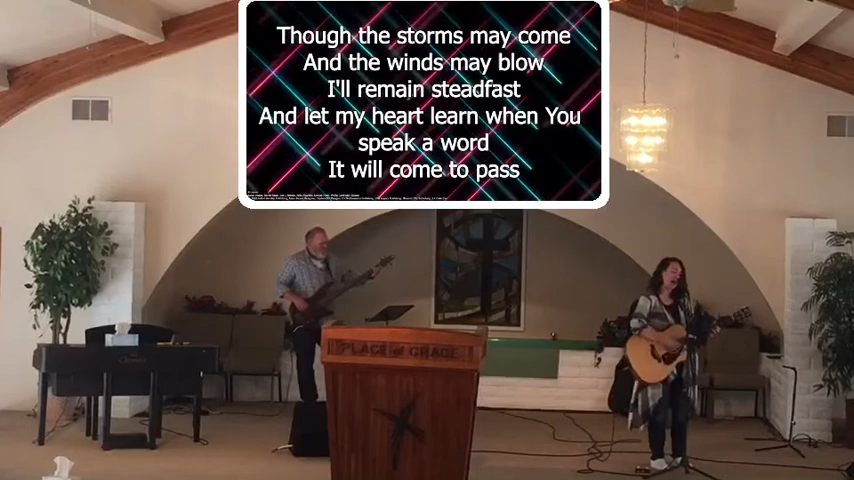 Though the storms may come
And the winds may blow
I'll remain steadfast
And let my heart learn when You
speak a word
It will come to pass
PLACE of GRACE